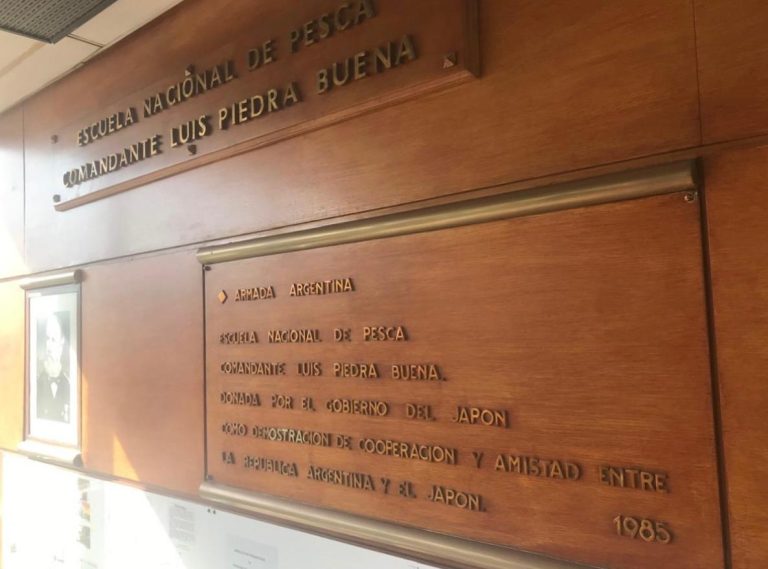 ESCUELA NACIONAL DE PESCA
COMANDANTE LUIS PIEDRA BUENA
ARMADA ARGENTINA
ESCUELA NACIONAL DE PESCA
COMANDANTE LUIS PIEDRA BUENA.
DONADA POR EL GOBIERNO DEL JAPON
COMO DEMOSTRACION DE COOPERACION Y AMISTAD ENTRE
LA REPUBLICA ARGENTINA Y EL JAPON.
1985